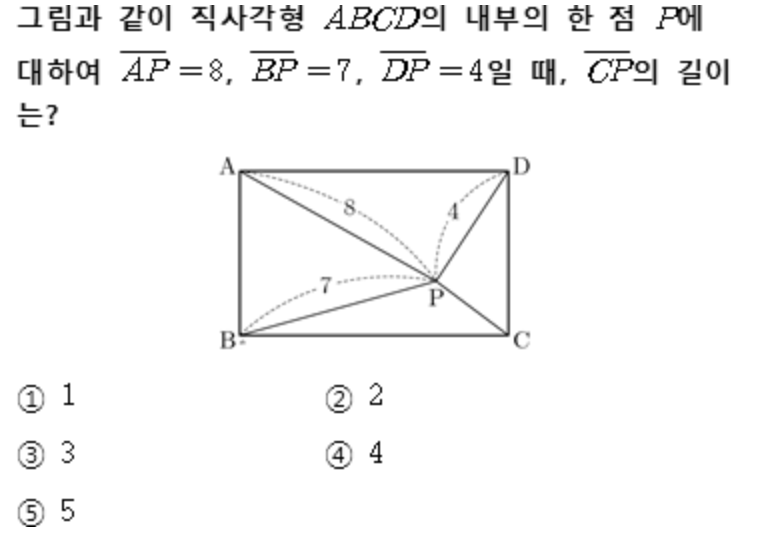 그림과 같이 직사각형 ABCD의 내부의 한 점 P에
대하여 AP=8, BP=7, DP=4일 때, CP의 길이
는?
A D
8 4
7
P
B C
① 1 ② 2
③ 3 ④ 4
⑤ 5